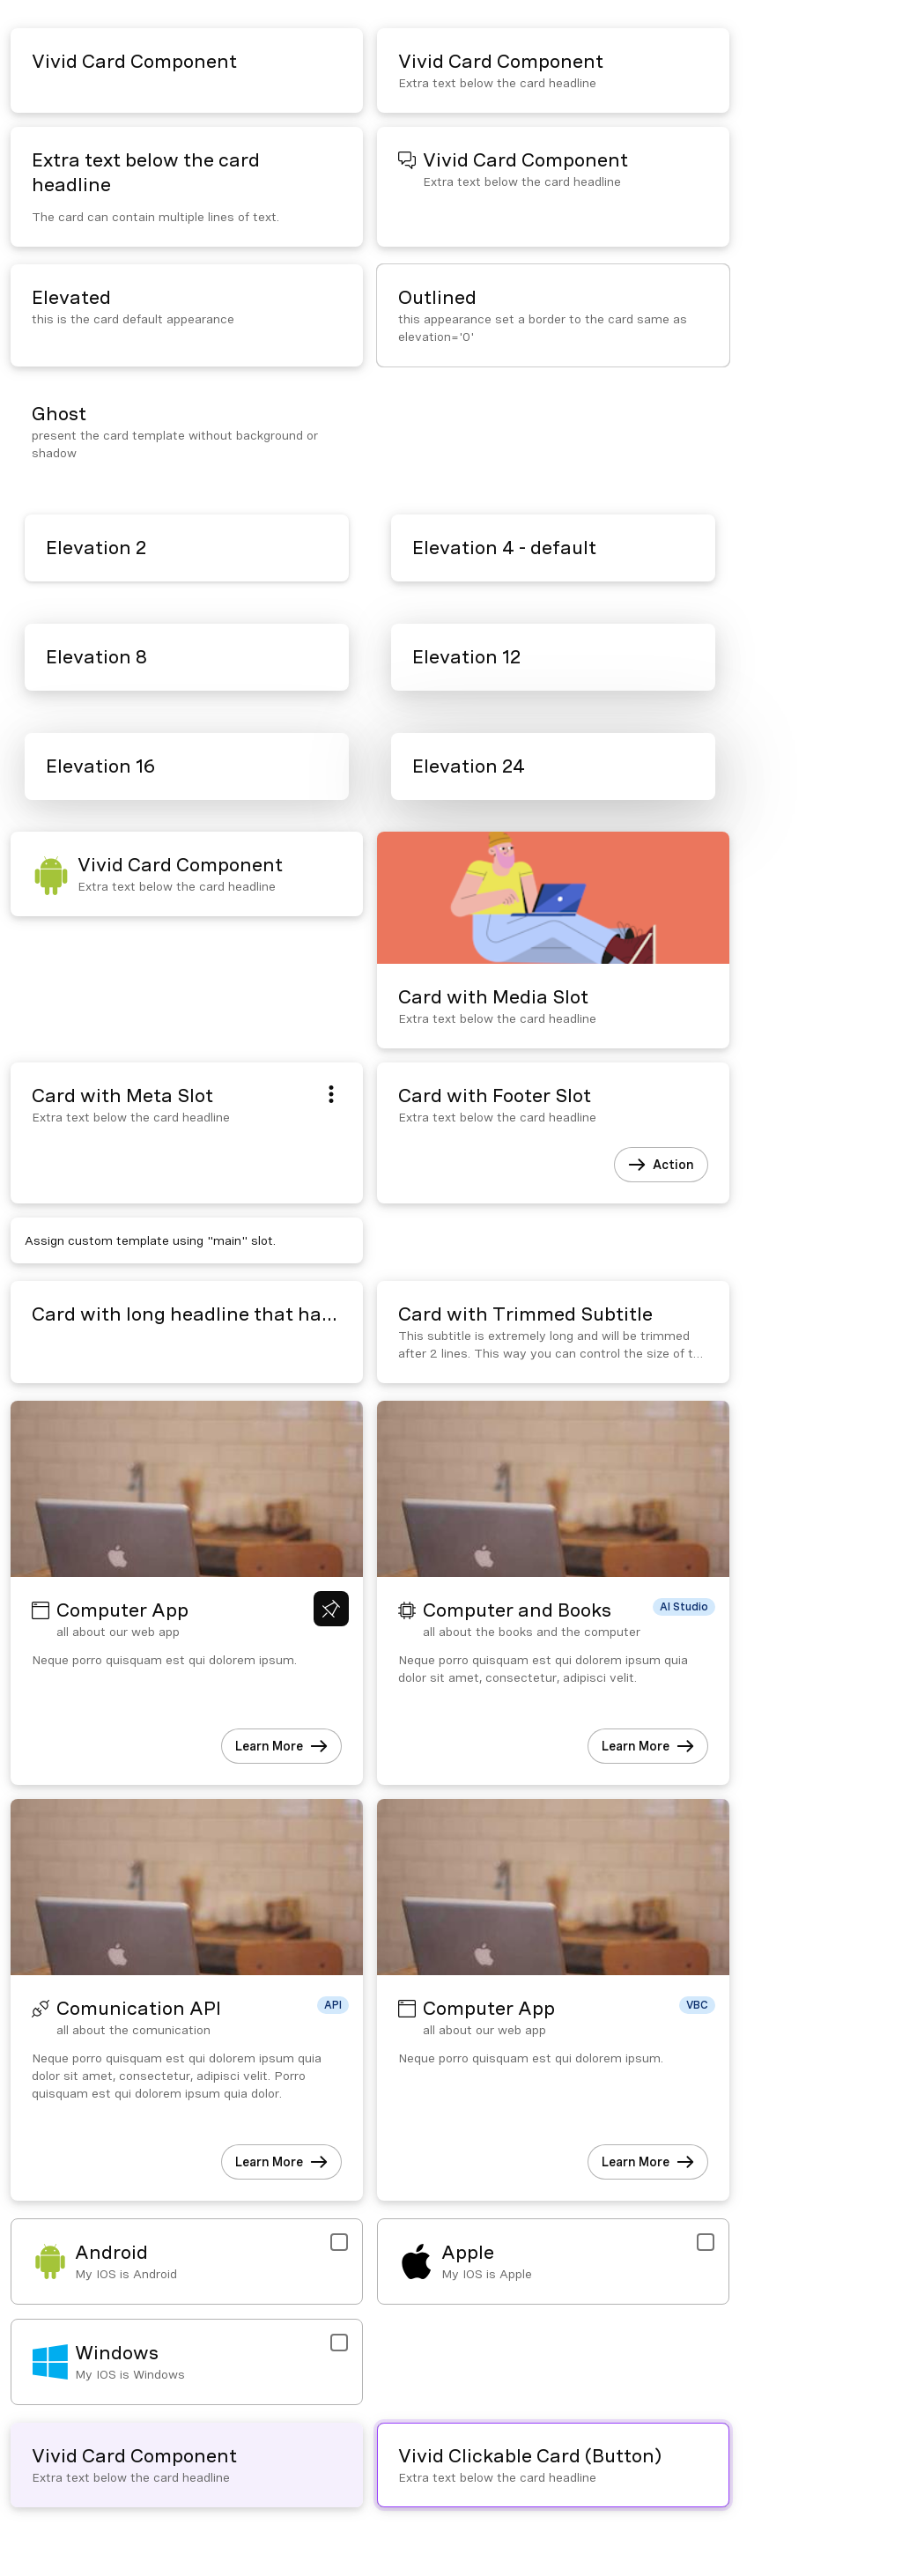 Vivid Card Component
Vivid Card Component
Extra text below the card headline
Extra text below the card
headline
The card can contain multiple lines of text.
Vivid Card Component
Extra text below the card headline
Elevated
this is the card default appearance
Outlined
this appearance set a border to the card same as
elevation='0'
Ghost
present the card template without background or
shadow
Elevation 2
Elevation 4 - default
Elevation 8
Elevation 12
Elevation 16
Elevation 24
Vivid Card Component
Extra text below the card headline
Card with Media Slot
Extra text below the card headline
Card with Meta Slot
Extra text below the card headline
Card with Footer Slot
Extra text below the card headline
Action
Assign custom template using "main" slot.
Card with long headline that ha...
Card with Trimmed Subtitle
This subtitle is extremely long and will be trimmed
after 2 lines. This way you can control the size of t...
Computer App
all about our web app
Neque porro quisquam est qui dolorem ipsum.
Learn More
Computer and Books
AI Studio
all about the books and the computer
Neque porro quisquam est qui dolorem ipsum quia
dolor sit amet, consectetur, adipisci velit.
Learn More
Comunication API
API
all about the comunication
Neque porro quisquam est qui dolorem ipsum quia
dolor sit amet, consectetur, adipisci velit. Porro
quisquam est qui dolorem ipsum quia dolor.
Learn More
Computer App
VBC
all about our web app
Neque porro quisquam est qui dolorem ipsum.
Learn More
Android
My IOS is Android
Apple
My IOS is Apple
Windows
My IOS is Windows
Vivid Card Component
Extra text below the card headline
Vivid Clickable Card (Button)
Extra text below the card headline